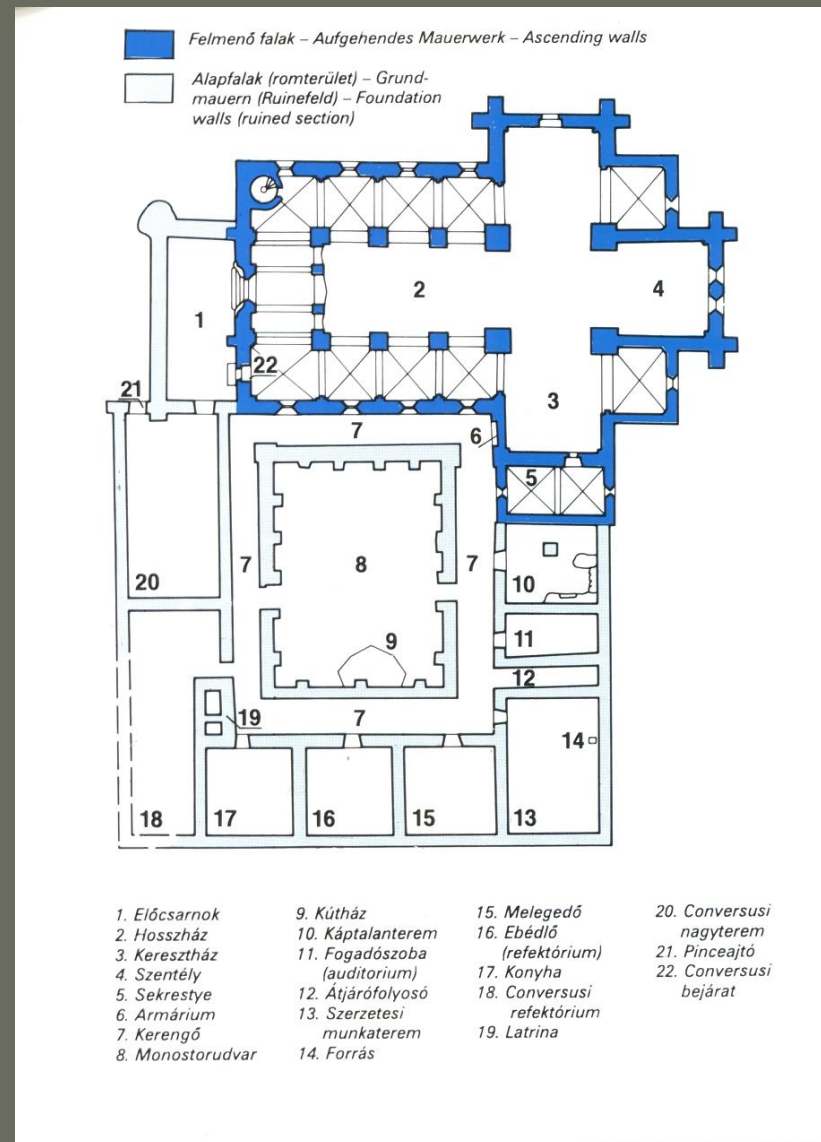 Felmenő falak – Aufgehendes Mauerwerk – Ascending walls
Alapfalak (romterület) – Grund-
mauern (Ruinefeld) – Foundation
walls (ruined section)
1
2
3
4
5
6
7
7
7
7
8
9
10
11
12
13
14
15
16
17
18
19
20
21
22
1. Előcsarnok
2. Hosszház
3. Keresztház
4. Szentély
5. Sekrestye
6. Armárium
7. Kerengő
8. Monostorudvar
9. Kútház
10. Káptalanterem
11. Fogadószoba
(auditorium)
12. Átjárófolyosó
13. Szerzetesi
munkaterem
14. Forrás
15. Melegedő
16. Ebédlő
(refektórium)
17. Konyha
18. Conversusi
refektórium
19. Latrina
20. Conversusi
nagyterem
21. Pinceajtó
22. Conversusi
bejárat